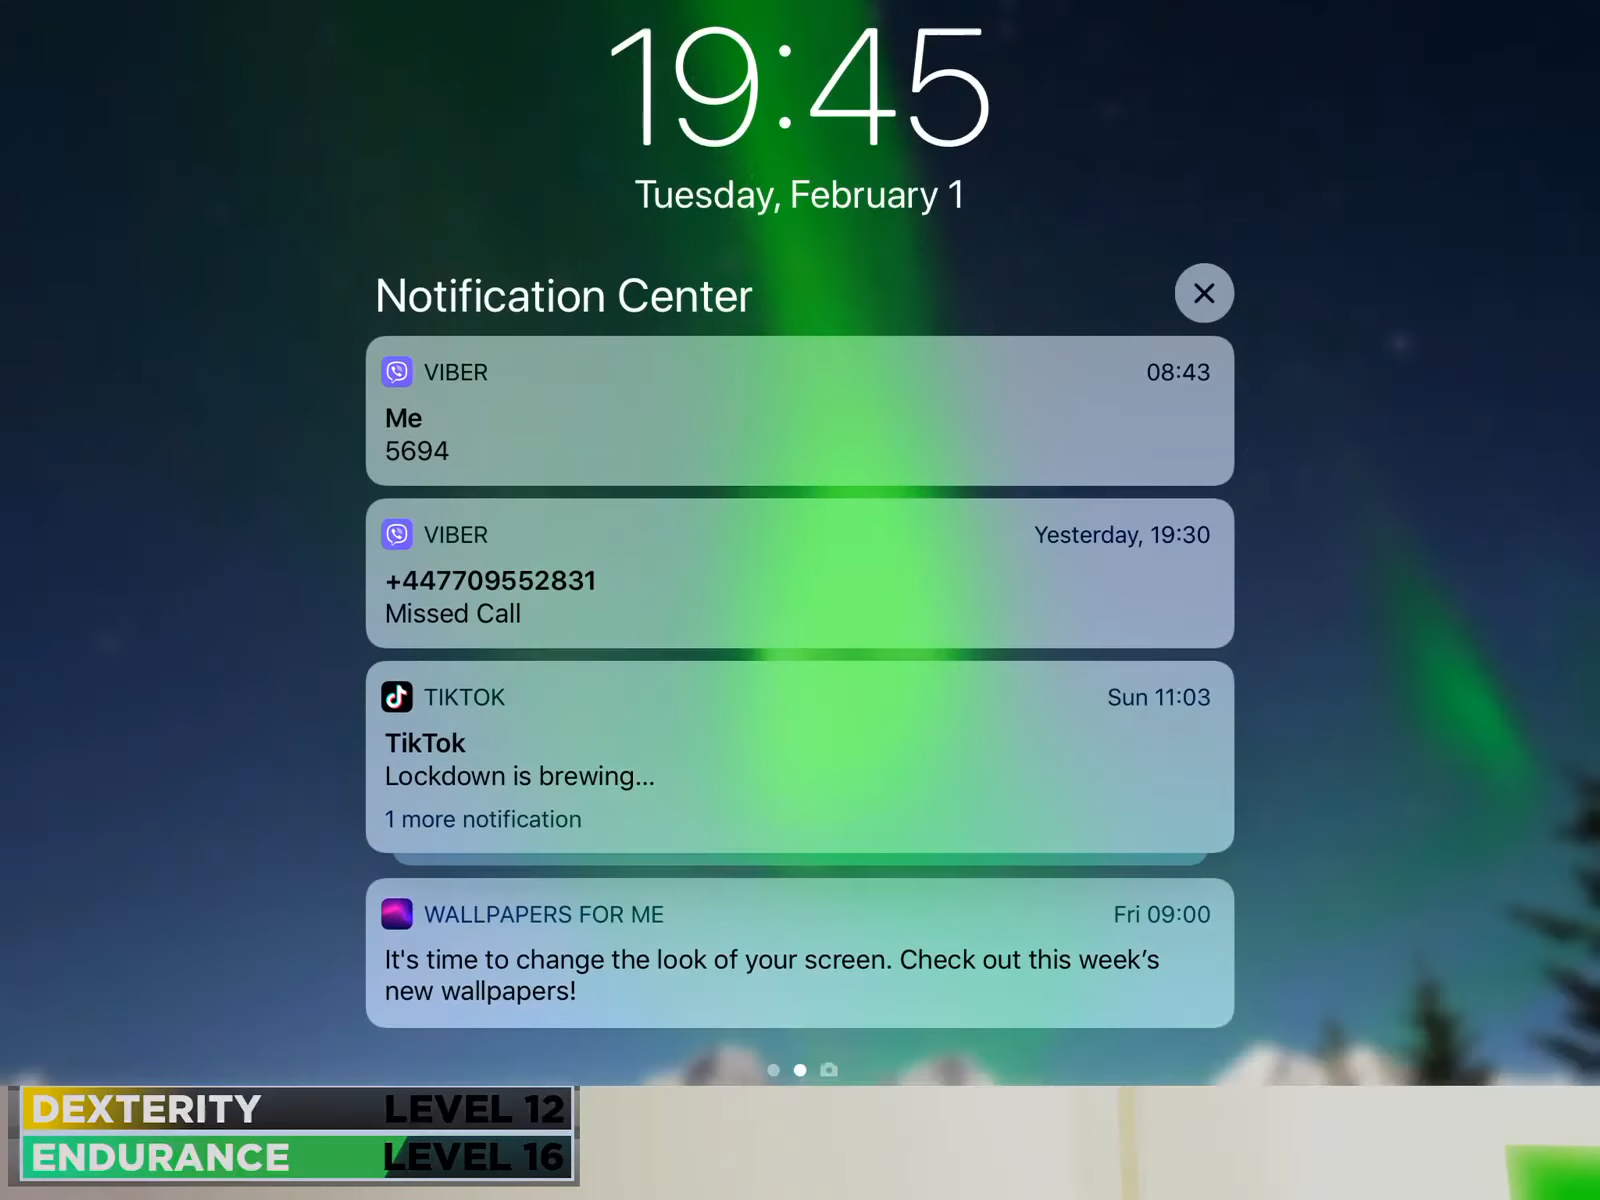 19:45
Tuesday, February 1
Notification Center
VIBER 08:43
Me
5694
VIBER Yesterday, 19:30
+447709552831
Missed Call
TIKTOK Sun 11:03
TikTok
Lockdown is brewing...
1 more notification
WALLPAPERS FOR ME Fri 09:00
It's time to change the look of your screen. Check out this week’s
new wallpapers!
DEXTERITY LEVEL 12
ENDURANCE LEVEL 16